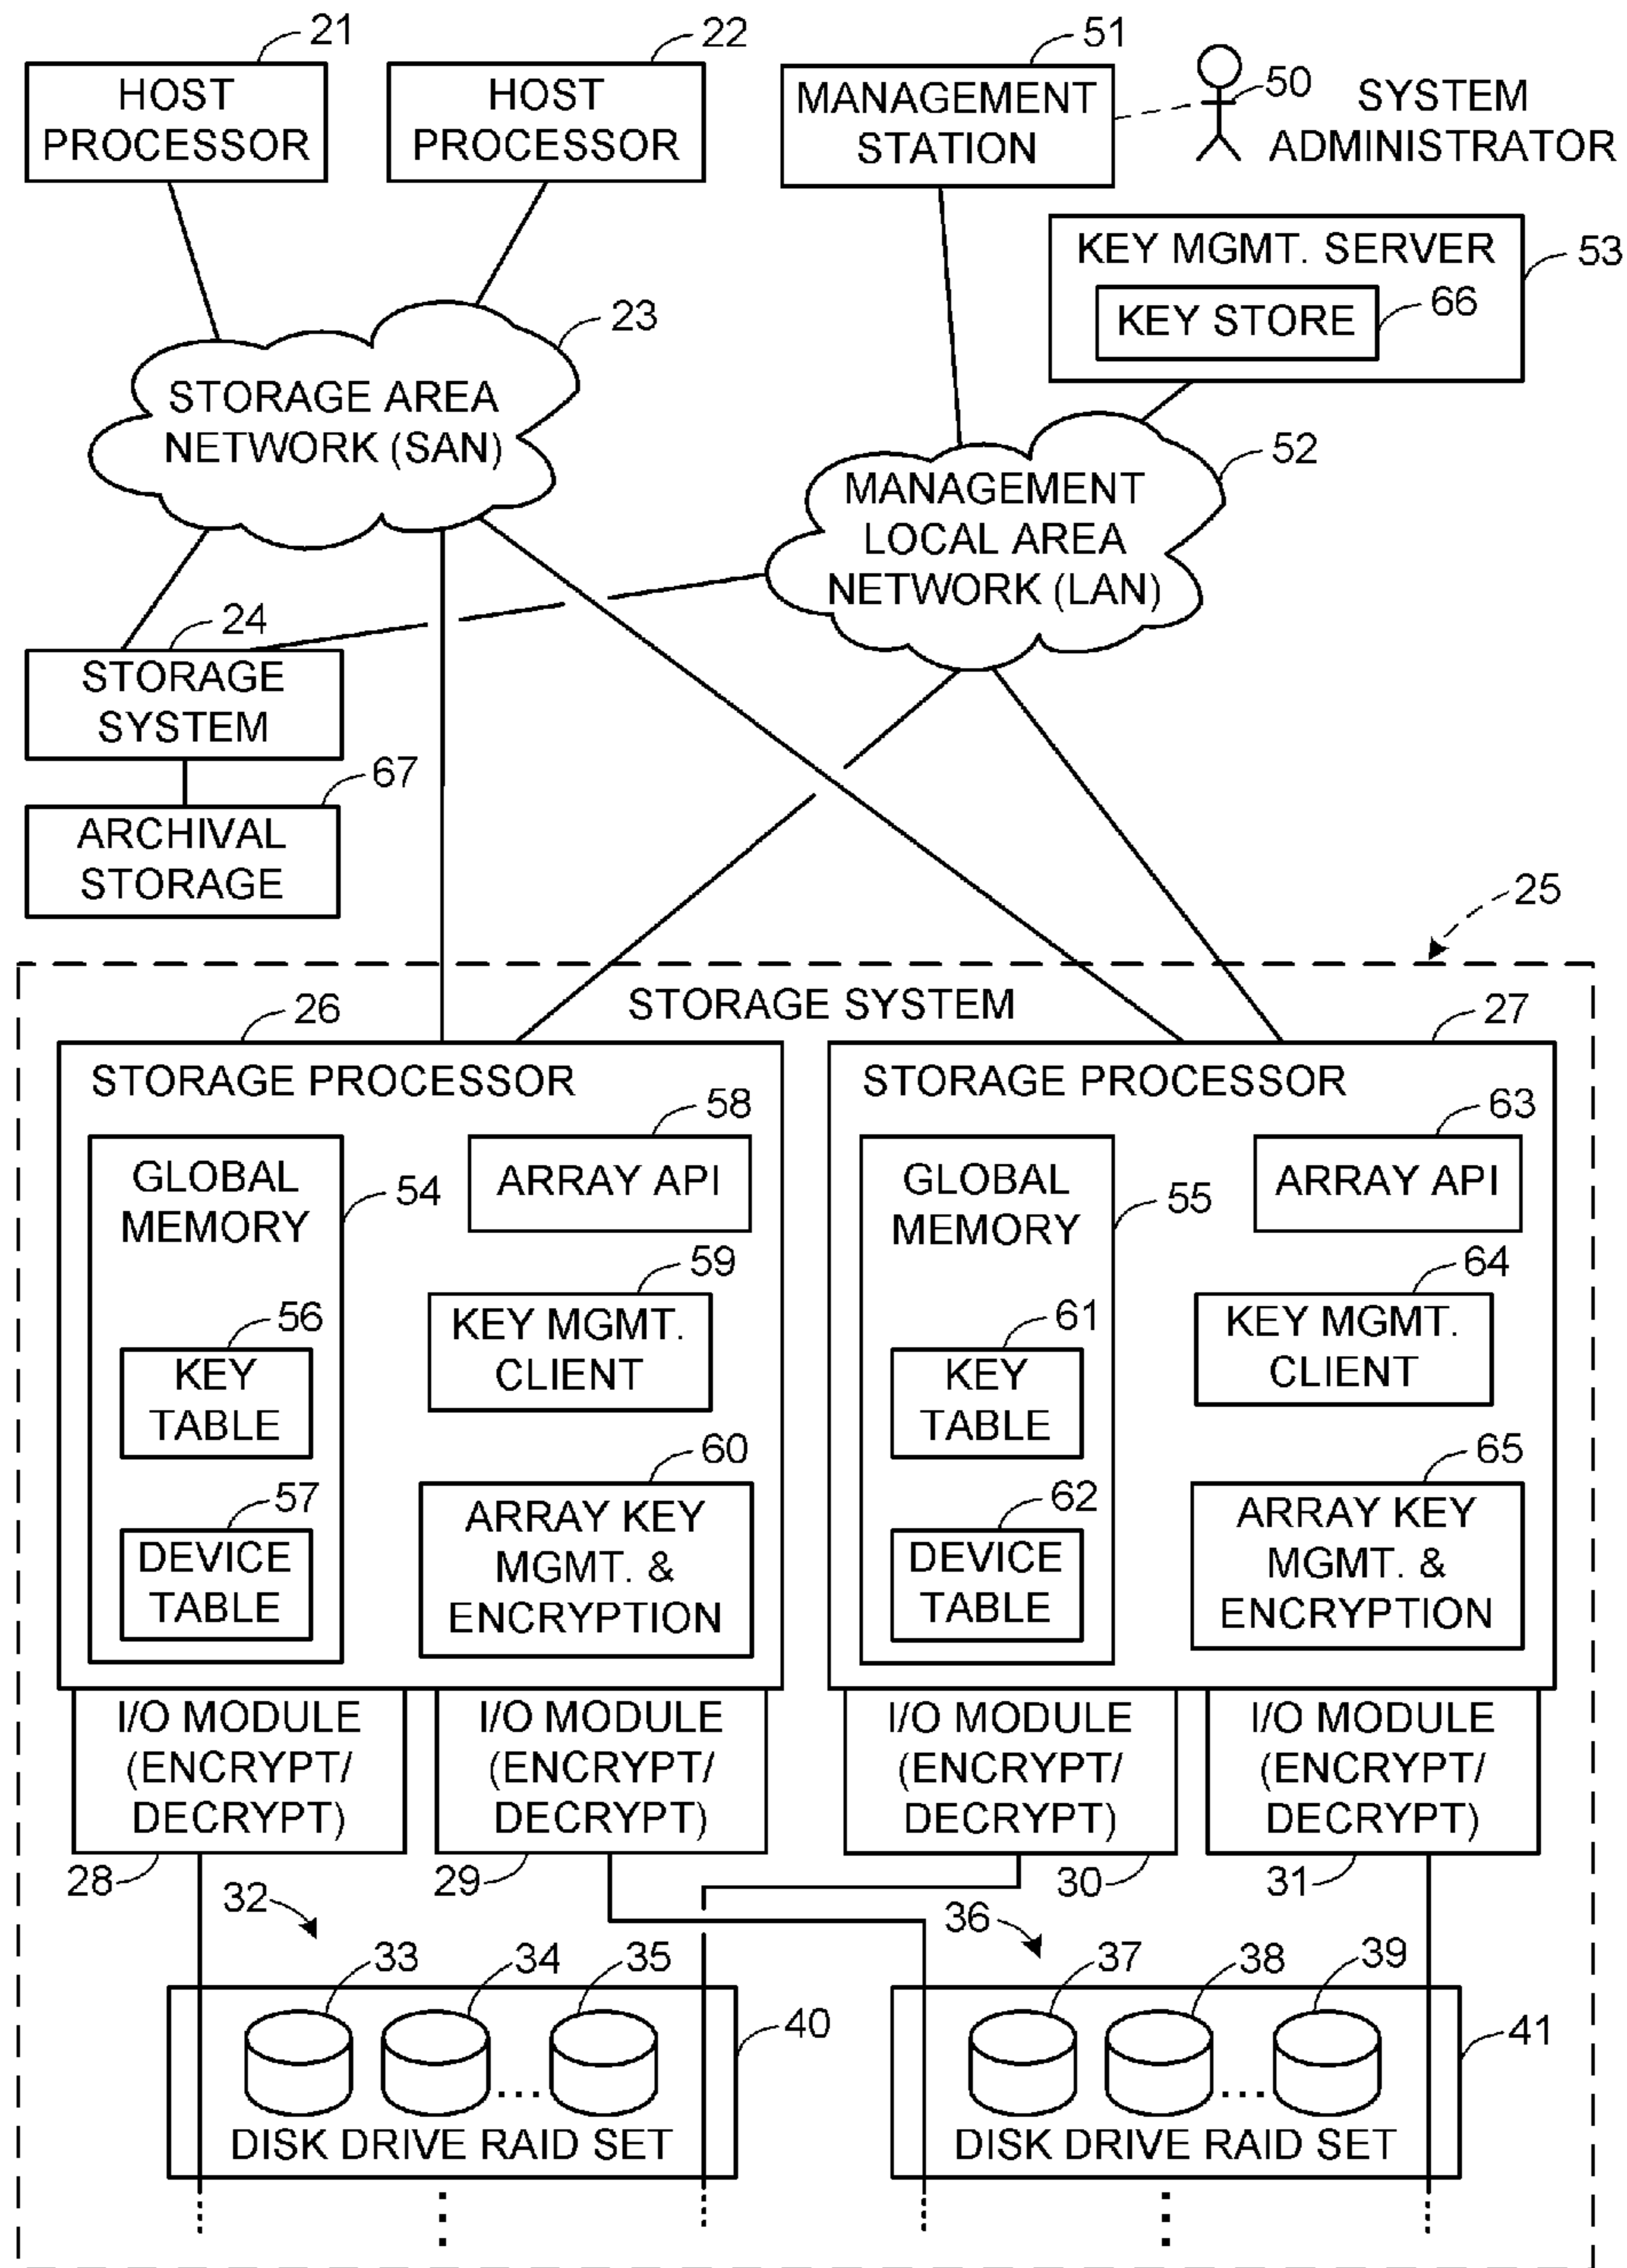 21
22
51
HOST
PROCESSOR
HOST
PROCESSOR
MANAGEMENT
STATION
50
SYSTEM
ADMINISTRATOR
KEY MGMT. SERVER
53
KEY STORE
66
23
STORAGE AREA
NETWORK (SAN)
52
MANAGEMENT
LOCAL AREA
NETWORK (LAN)
24
STORAGE
SYSTEM
67
ARCHIVAL
STORAGE
25
STORAGE SYSTEM
26
27
STORAGE PROCESSOR
58
GLOBAL
MEMORY
54
ARRAY API
59
KEY MGMT.
CLIENT
56
KEY
TABLE
60
ARRAY KEY
MGMT. &
ENCRYPTION
57
DEVICE
TABLE
STORAGE PROCESSOR
63
GLOBAL
MEMORY
55
ARRAY API
64
KEY MGMT.
CLIENT
61
KEY
TABLE
65
ARRAY KEY
MGMT. &
ENCRYPTION
62
DEVICE
TABLE
I/O MODULE
(ENCRYPT/
DECRYPT)
28
I/O MODULE
(ENCRYPT/
DECRYPT)
29
I/O MODULE
(ENCRYPT/
DECRYPT)
30
I/O MODULE
(ENCRYPT/
DECRYPT)
31
32
33
34
35
...
40
DISK DRIVE RAID SET
36
37
38
39
...
41
DISK DRIVE RAID SET